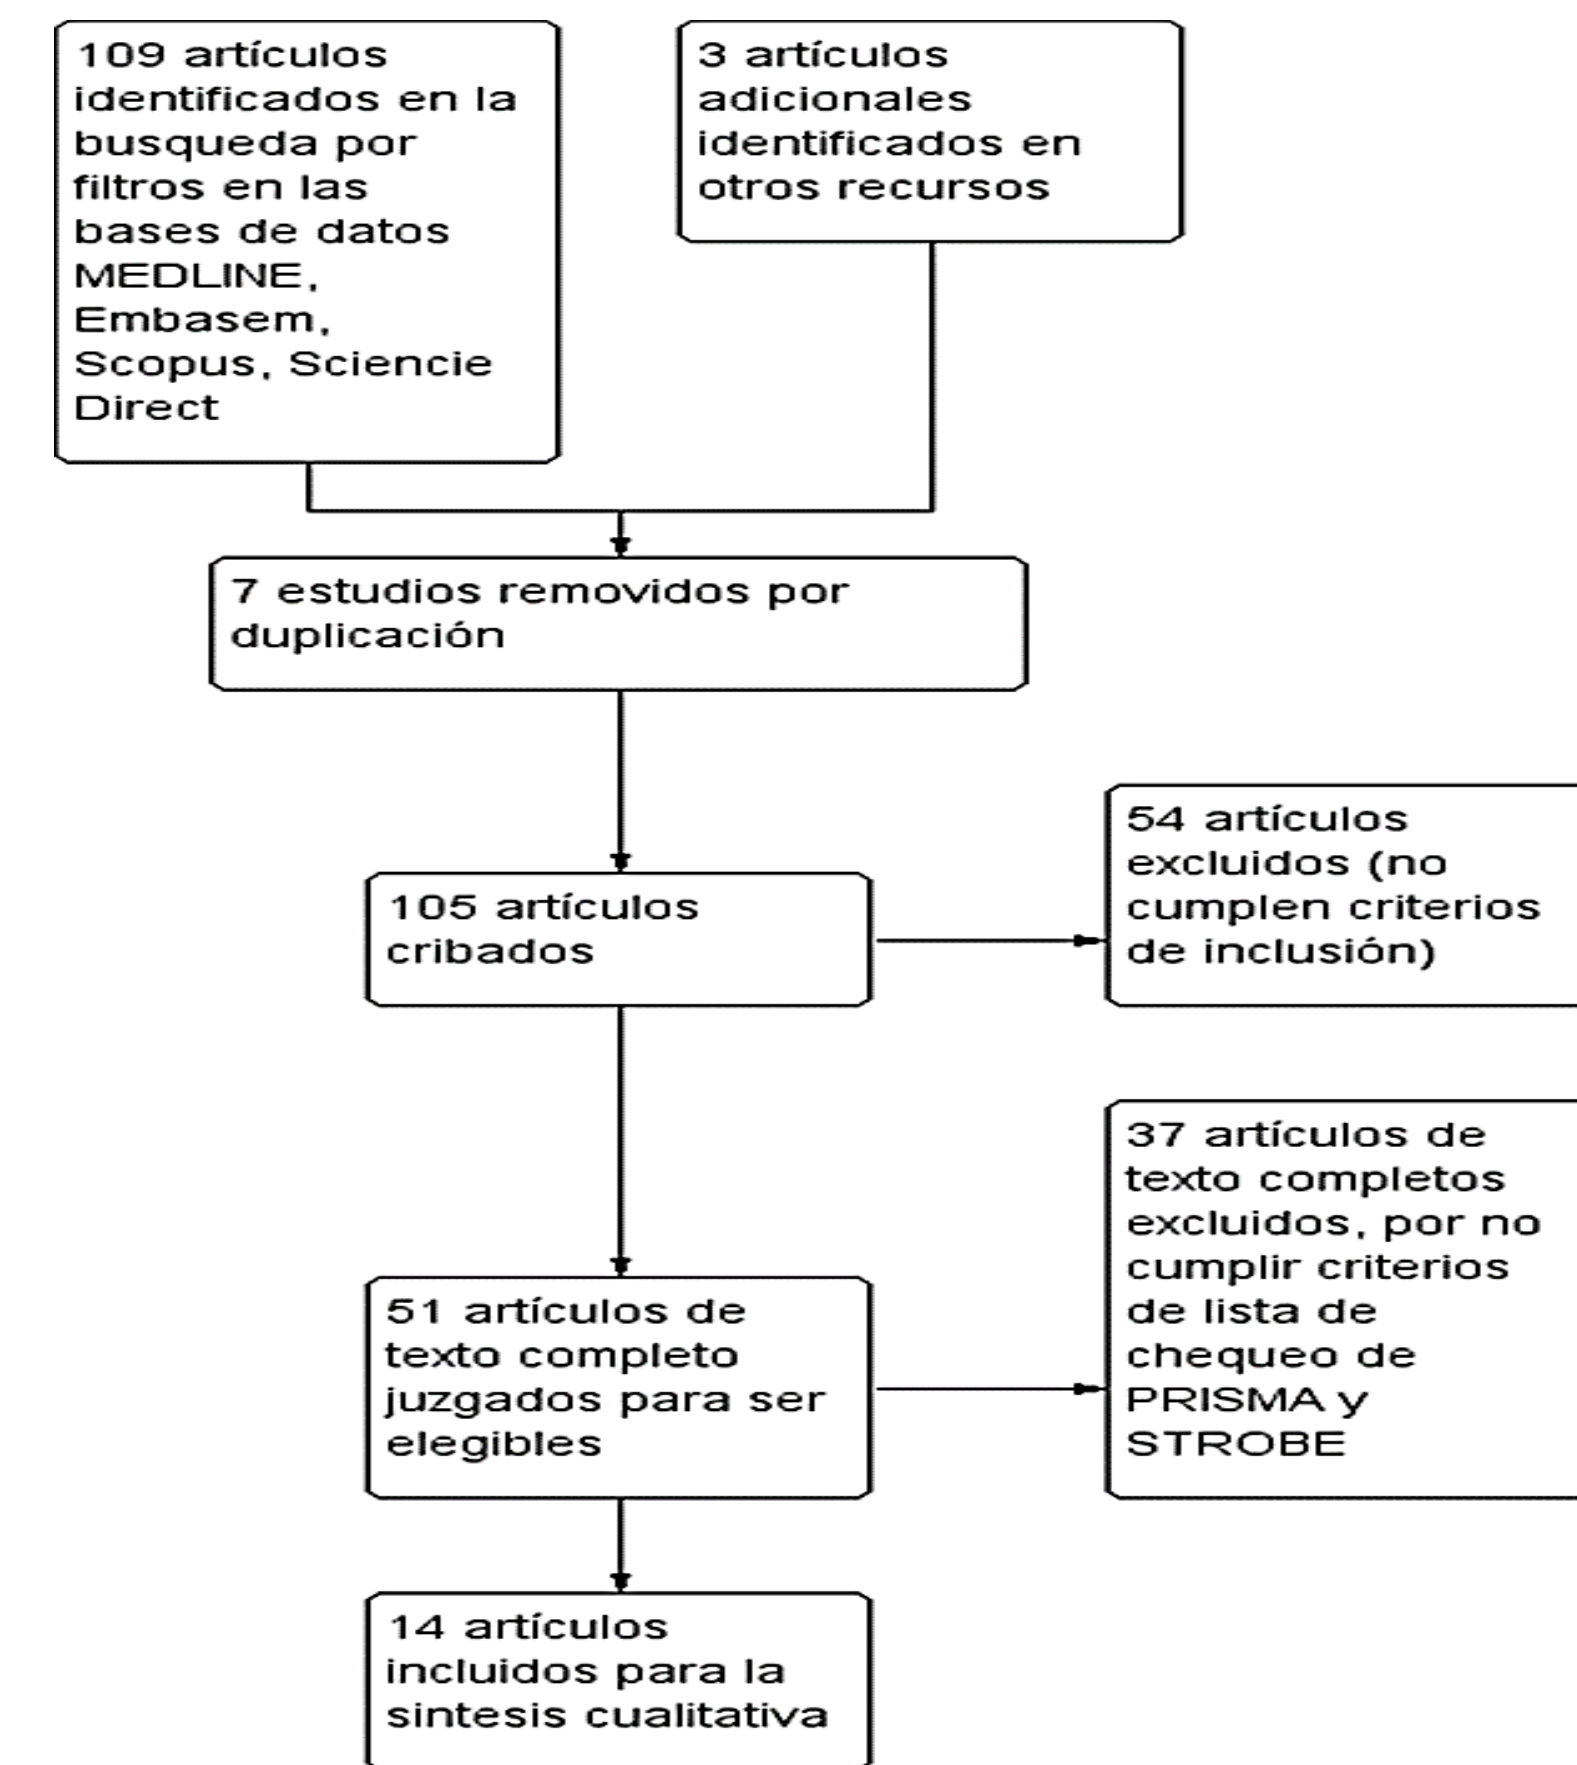 109 artículos
identificados en la
busqueda por
filtros en las
bases de datos
MEDLINE,
Embasem,
Scopus, Sciencie
Direct
3 artículos
adicionales
identificados en
otros recursos
7 estudios removidos por
duplicación
105 artículos
cribados
54 artículos
excluidos (no
cumplen criterios
de inclusión)
51 artículos de
texto completo
juzgados para ser
elegibles
37 artículos de
texto completos
excluidos, por no
cumplir criterios
de lista de
chequeo de
PRISMA y
STROBE
14 artículos
incluidos para la
sintesis cualitativa